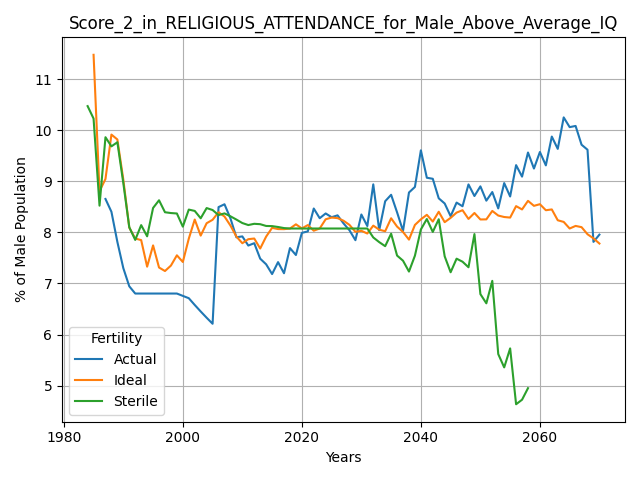 Score_2_in_RELIGIOUS_ATTENDANCE_for_Male_Above_Average_IQ
% of Male Population
11
10
9
8
7
6
5
Fertility
Actual
Ideal
Sterile
1980
2000
2020
2040
2060
Years